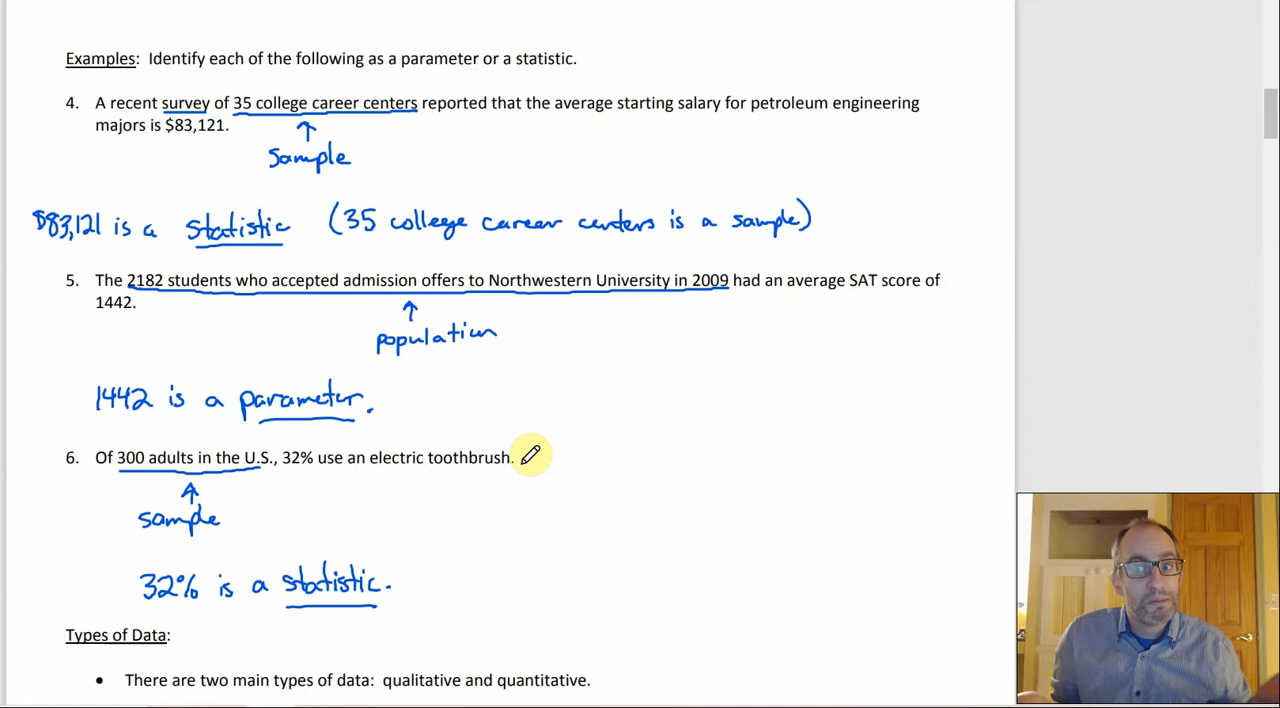 Examples: Identify each of the following as a parameter or a statistic.
4. A recent survey of 35 college career centers reported that the average starting salary for petroleum engineering
majors is $83,121.
sample
$83,121 is a statistic (35 college career centers is a sample)
5. The 2182 students who accepted admission offers to Northwestern University in 2009 had an average SAT score of
1442.
population
1442 is a parameter.
6. Of 300 adults in the U.S., 32% use an electric toothbrush.
sample
32% is a statistic.
Types of Data:
• There are two main types of data: qualitative and quantitative.